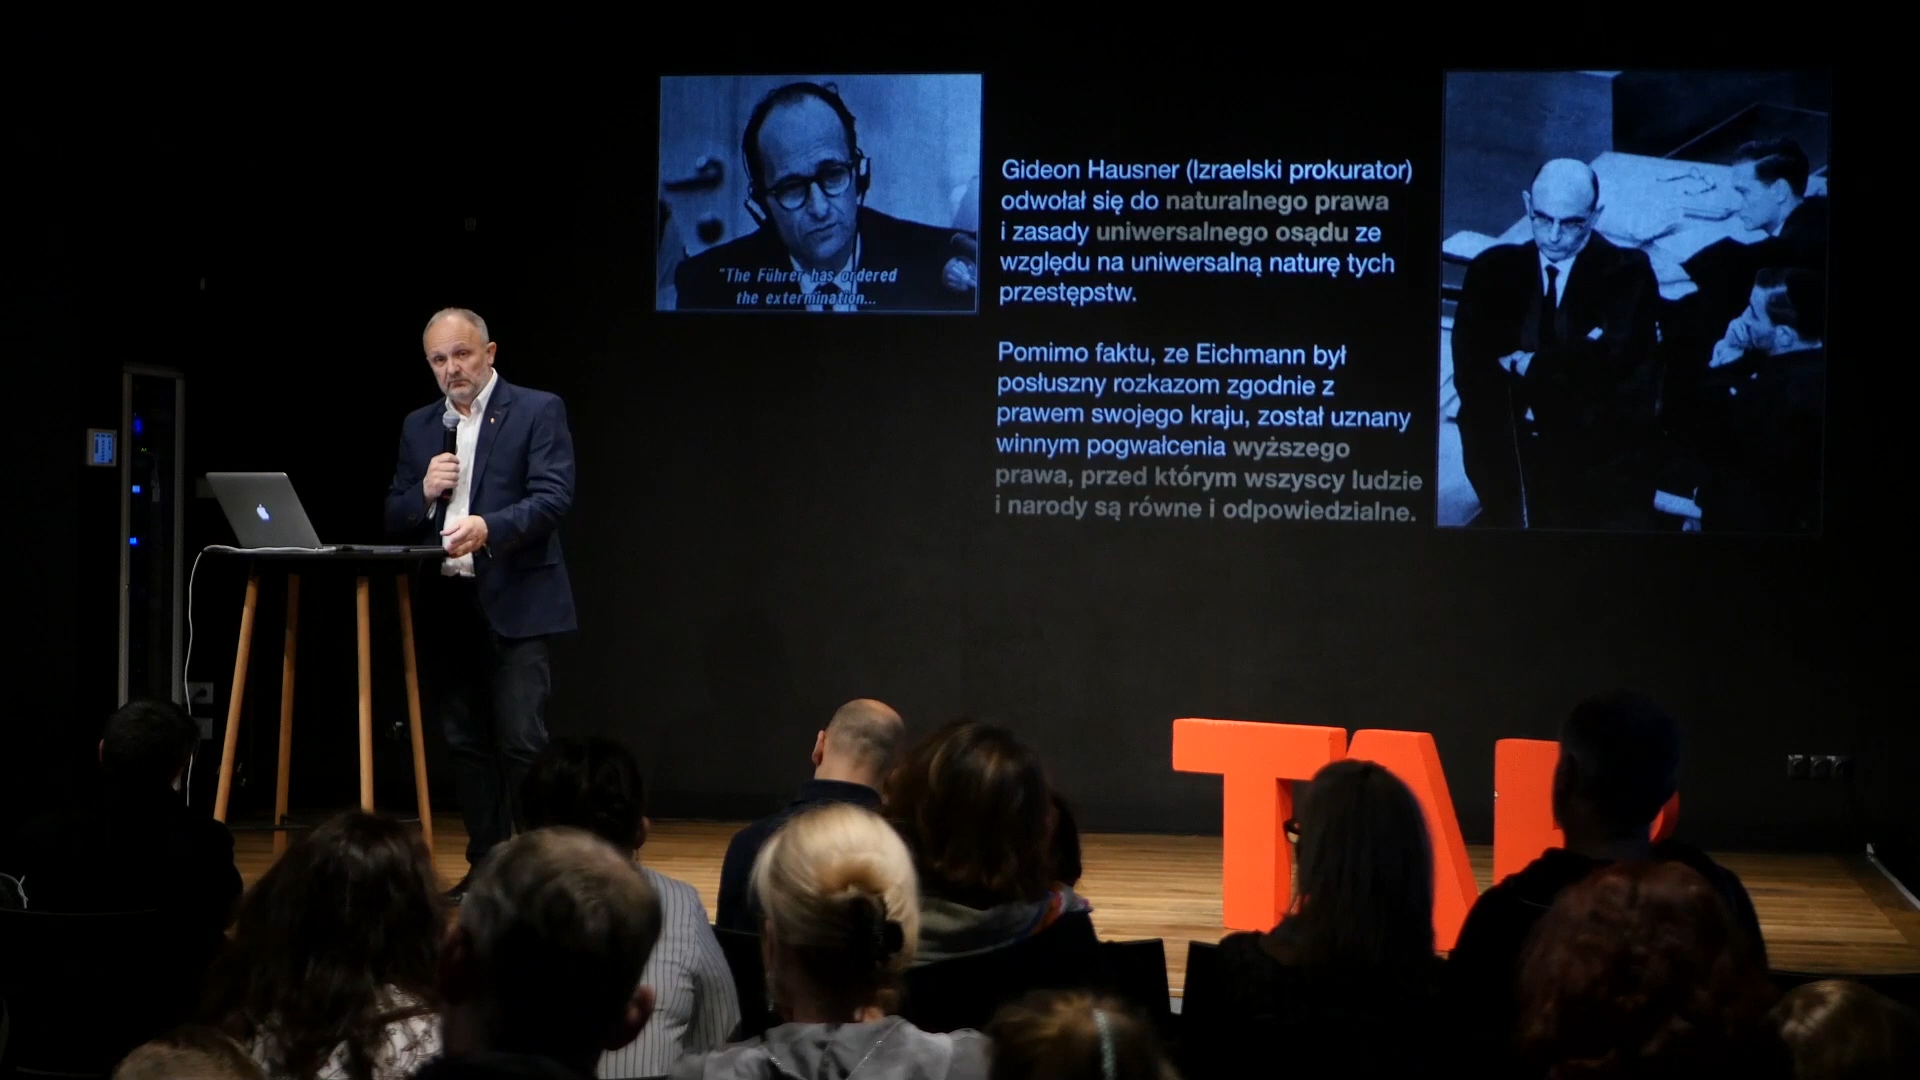 "The Führer has ordered
the extermination...
Gideon Hausner (Izraelski prokurator)
odwołał się do naturalnego prawa
i zasady uniwersalnego osądu ze
względu na uniwersalną naturę tych
przestępstw.
Pomimo faktu, ze Eichmann był
posłuszny rozkazom zgodnie z
prawem swojego kraju, został uznany
winnym pogwałcenia wyższego
prawa, przed którym wszyscy ludzie
i narody są równe i odpowiedzialne.